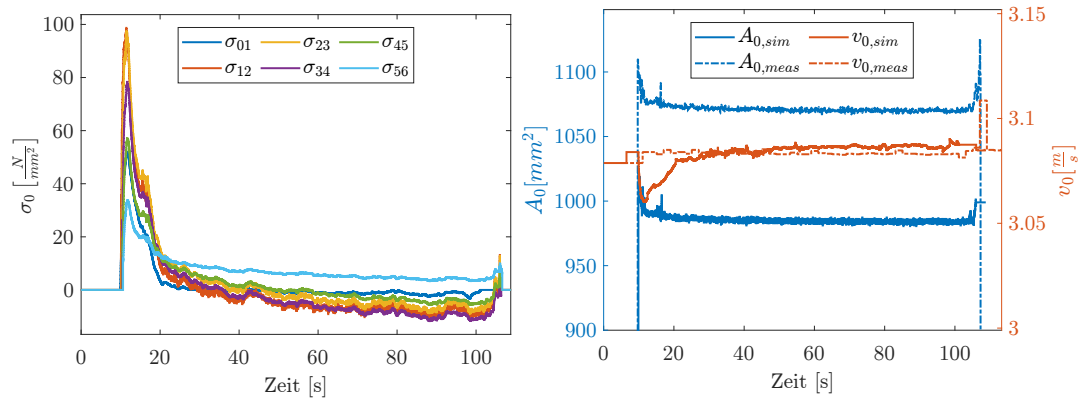 100
80
60
40
20
0
σ₀ [N/mm²]
σ₀₁ σ₂₃ σ₄₅
σ₁₂ σ₃₄ σ₅₆
0 20 40 60 80 100
Zeit [s]
1100
1050
1000
950
900
A₀[mm²]
A₀,sim v₀,sim
A₀,meas v₀,meas
3.15
3.1
3.05
3
v₀[m/s]
0 20 40 60 80 100
Zeit [s]